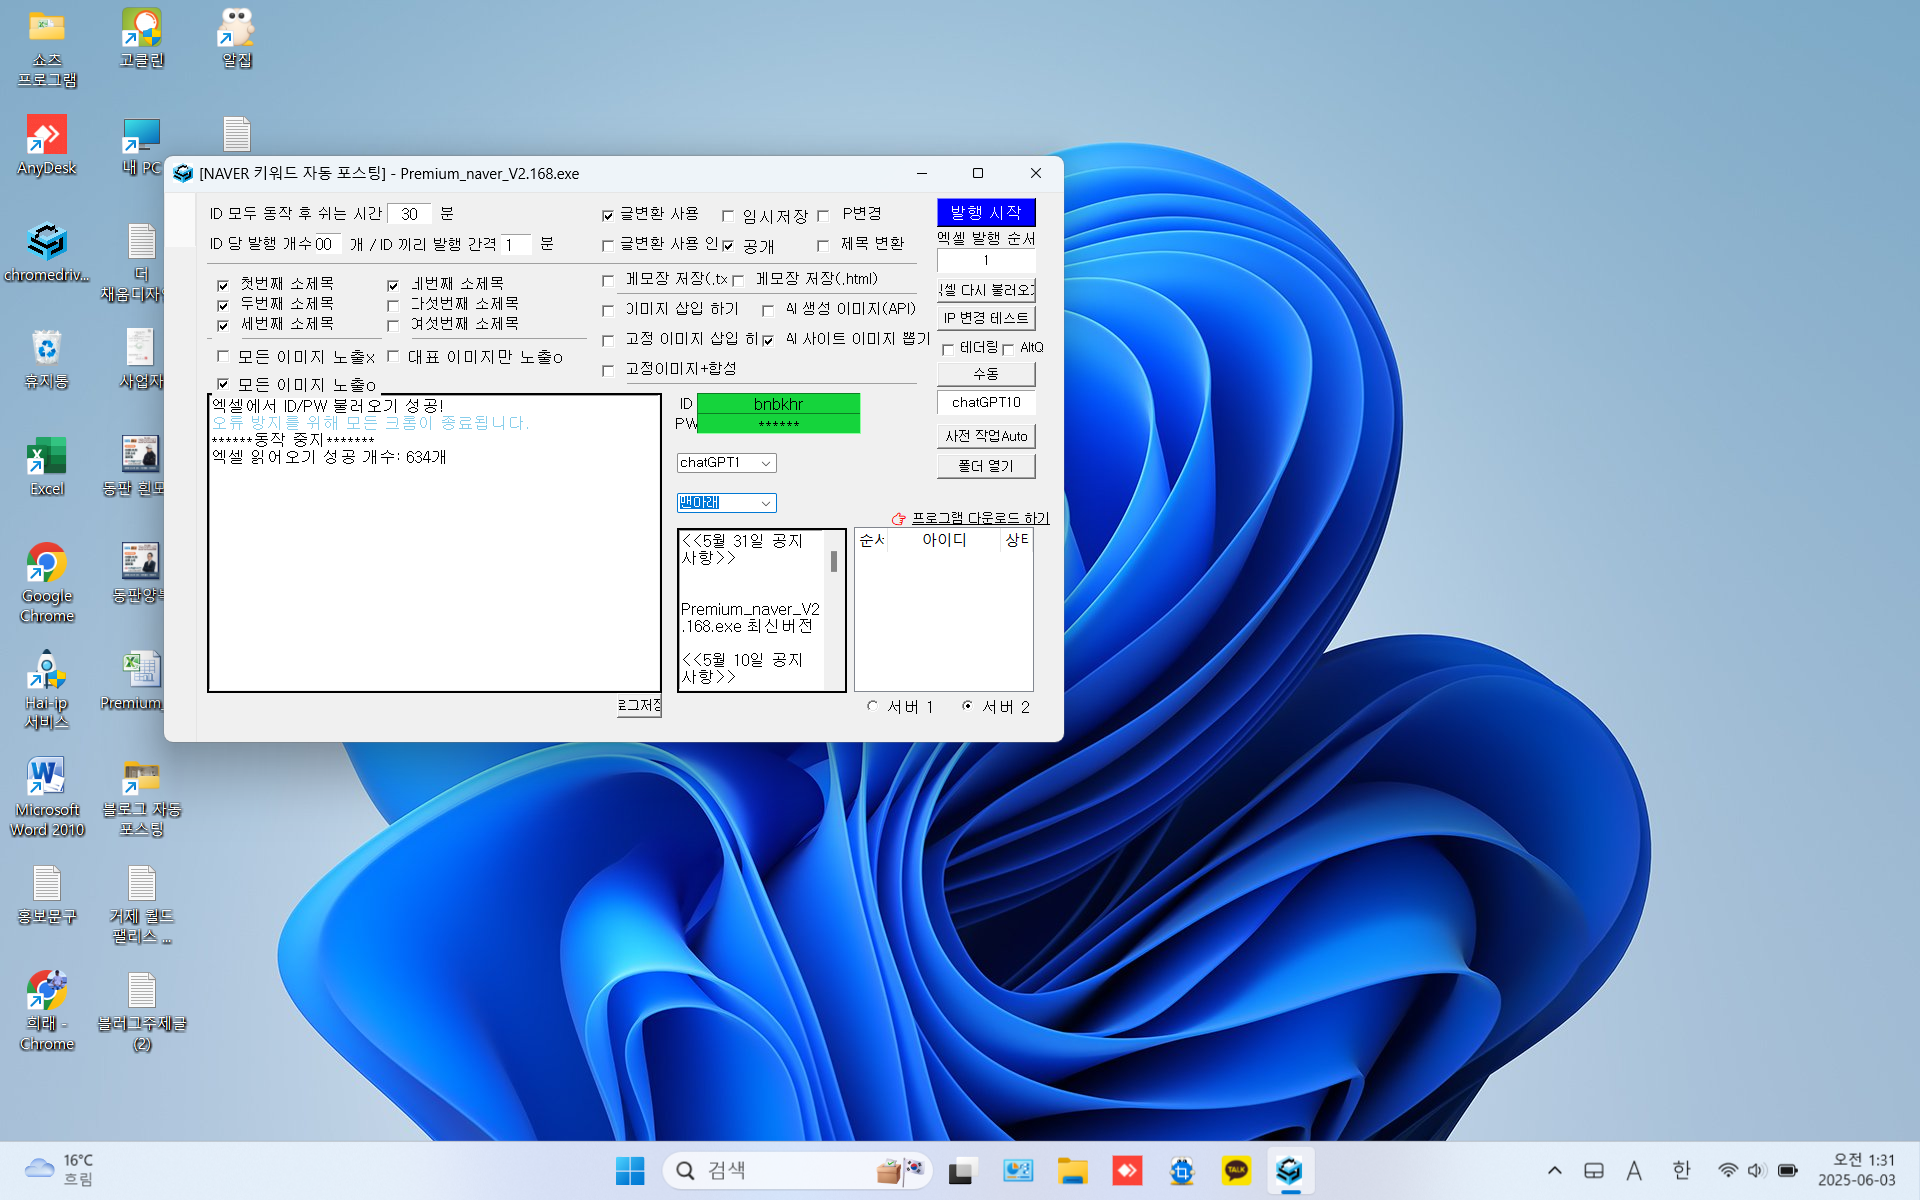 쇼츠
프로그램
고클린
알집
AnyDesk
내 PC
chromedriv...
더
채움디자인
휴지통
사업자
Excel
동판 흰모
Google
Chrome
동판양복
Hai-ip
서비스
Premium_
Microsoft
Word 2010
블로그 자동
포스팅
홍보문구
거제 월드
팰리스 ...
희래 -
Chrome
블러그주제글
(2)
[NAVER 키워드 자동 포스팅] - Premium_naver_V2.168.exe
ID 모두 동작 후 쉬는 시간 30 분
ID 당 발행 개수 00 개 / ID 끼리 발행 간격 1 분
글변환 사용
임시저장
P변경
글변환 사용 인
공개
제목 변환
첫번째 소제목
네번째 소제목
두번째 소제목
다섯번째 소제목
세번째 소제목
여섯번째 소제목
모든 이미지 노출x
대표 이미지만 노출o
모든 이미지 노출o
메모장 저장(.tx
메모장 저장(.html)
이미지 삽입 하기
AI 생성 이미지(API)
고정 이미지 삽입 히
AI 사이트 이미지 뽑기
고정이미지+합성
발행 시작
엑셀 발행 순서
1
엑셀 다시 불러오기
IP 변경 테스트
테더링
AltQ
수동
chatGPT10
사전 작업Auto
폴더 열기
엑셀에서 ID/PW 불러오기 성공!
오류 방지를 위해 모든 크롬이 종료됩니다.
******동작 중지*******
엑셀 읽어오기 성공 개수: 634개
ID bnbkhr
PW ******
chatGPT1
맨아래
프로그램 다운로드 하기
<<5월 31일 공지
사항>>
Premium_naver_V2
.168.exe 최신버전
<<5월 10일 공지
사항>>
순서
아이디
상태
로그저장
서버 1
서버 2
16°C
흐림
검색
TALK
A
한
오전 1:31
2025-06-03